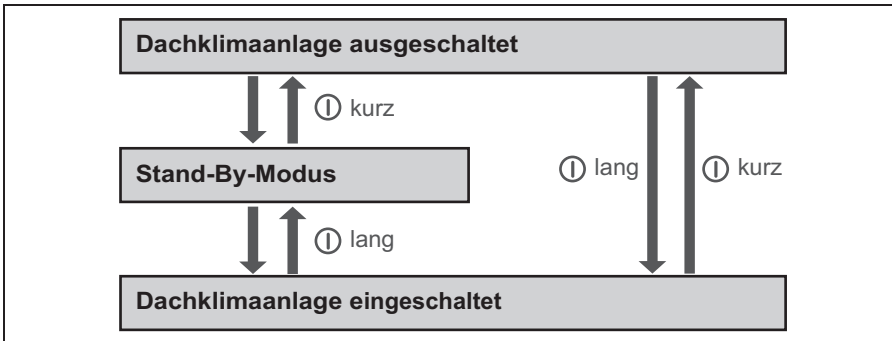 Dachklimaanlage ausgeschaltet
kurz
Stand-By-Modus
lang
kurz
lang
Dachklimaanlage eingeschaltet